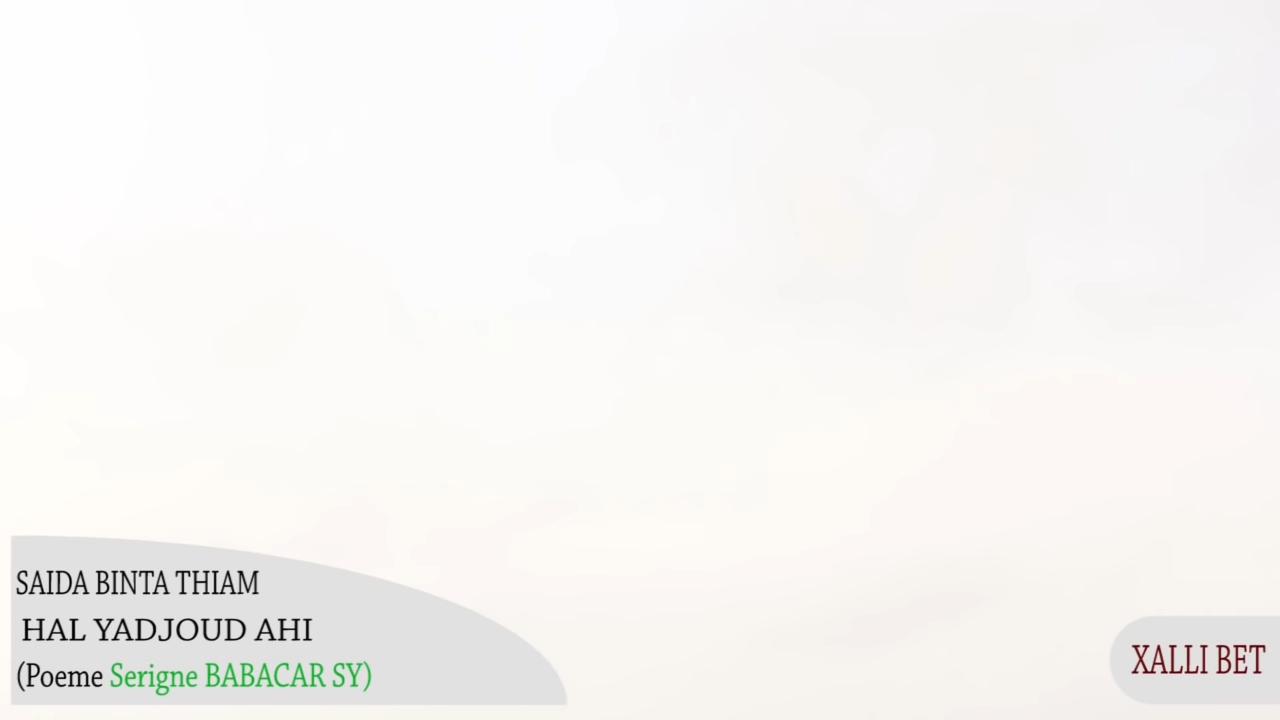 SAIDA BINTA THIAM
HAL YADJOUD AHI
(Poeme Serigne BABACAR SY)
XALLI BET